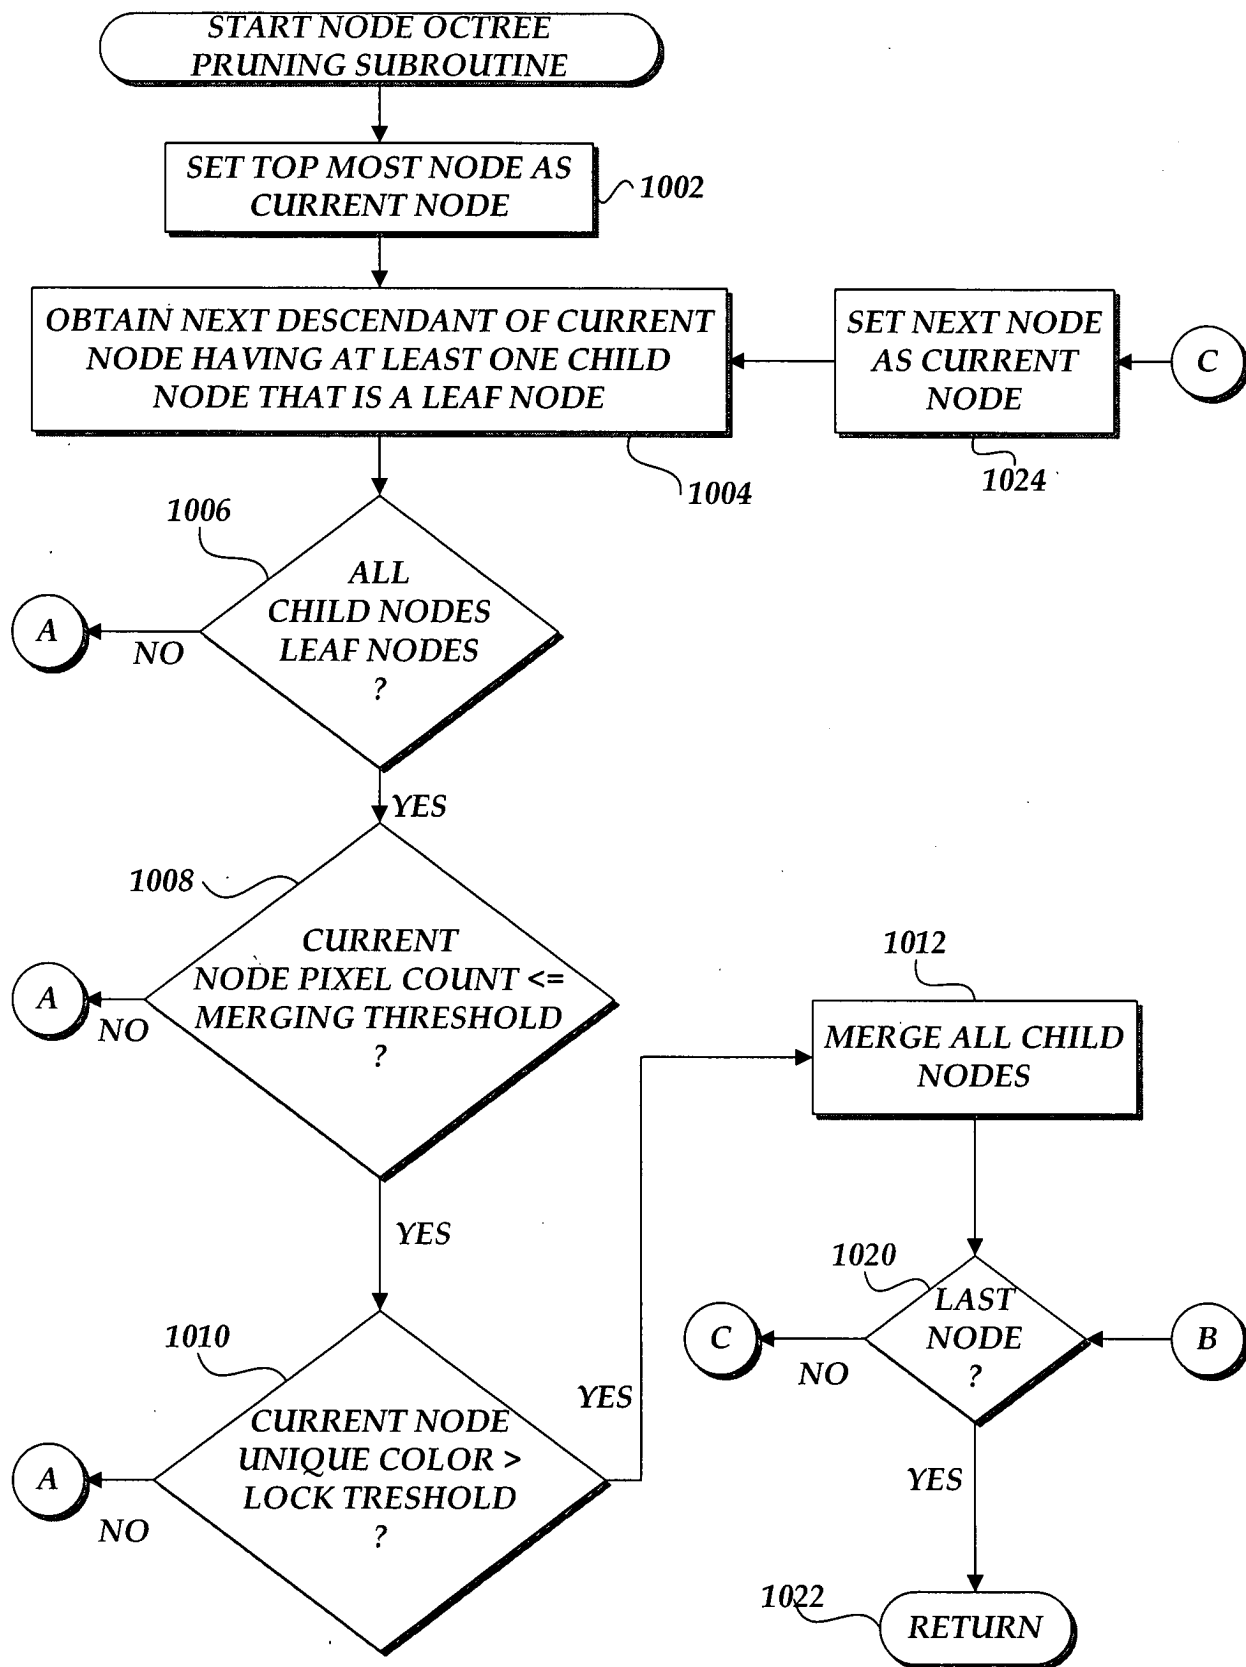 START NODE OCTREE
PRUNING SUBROUTINE
SET TOP MOST NODE AS
CURRENT NODE
1002
OBTAIN NEXT DESCENDANT OF CURRENT
NODE HAVING AT LEAST ONE CHILD
NODE THAT IS A LEAF NODE
1004
SET NEXT NODE
AS CURRENT
NODE
1024
C
1006
ALL
CHILD NODES
LEAF NODES
?
A
NO
YES
1008
CURRENT
NODE PIXEL COUNT <=
MERGING THRESHOLD
?
A
NO
YES
1010
CURRENT NODE
UNIQUE COLOR >
LOCK TRESHOLD
?
A
NO
YES
1012
MERGE ALL CHILD
NODES
1020
LAST
NODE
?
C
NO
B
YES
1022
RETURN